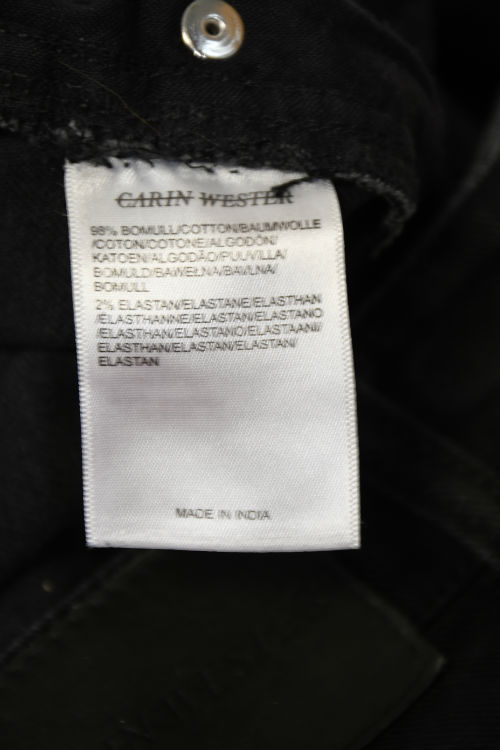 CARIN WESTER
98% BOMULL/COTTON/BAUMWOLLE
/COTON/COTONE/ALGODÓN/
KATOEN/ALGODÃO/PUUVILLA/
BOMULD/BAWEŁNA/BAVLNA/
BOMULL
2% ELASTAN/ELASTANE/ELASTHAN
/ELASTHANNE/ELASTAN/ELASTANO
/ELASTHAN/ELASTANO/ELASTAANI/
ELASTHAN/ELASTAN/ELASTAN/
ELASTAN
MADE IN INDIA